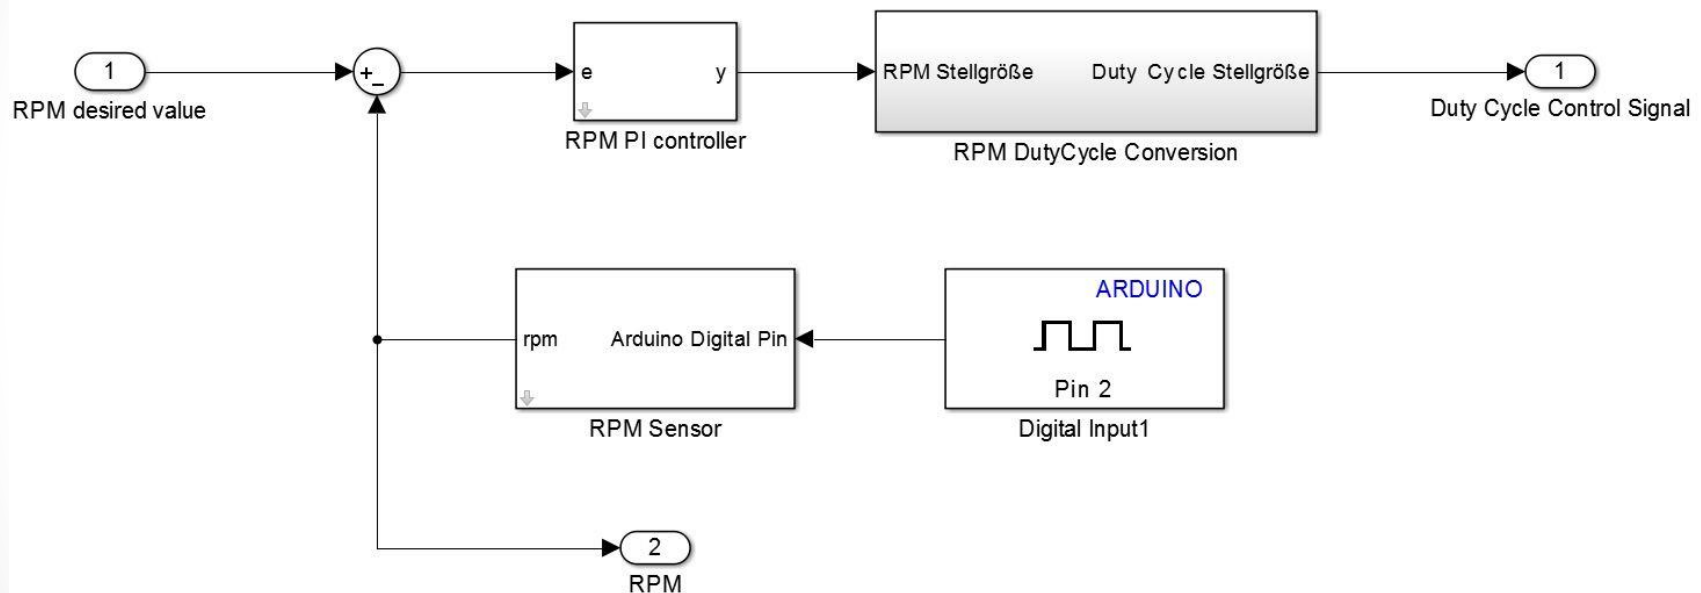 1
RPM desired value
+
−
e
y
RPM PI controller
RPM Stellgröße
Duty Cycle Stellgröße
RPM DutyCycle Conversion
1
Duty Cycle Control Signal
rpm
Arduino Digital Pin
RPM Sensor
ARDUINO
Pin 2
Digital Input1
2
RPM